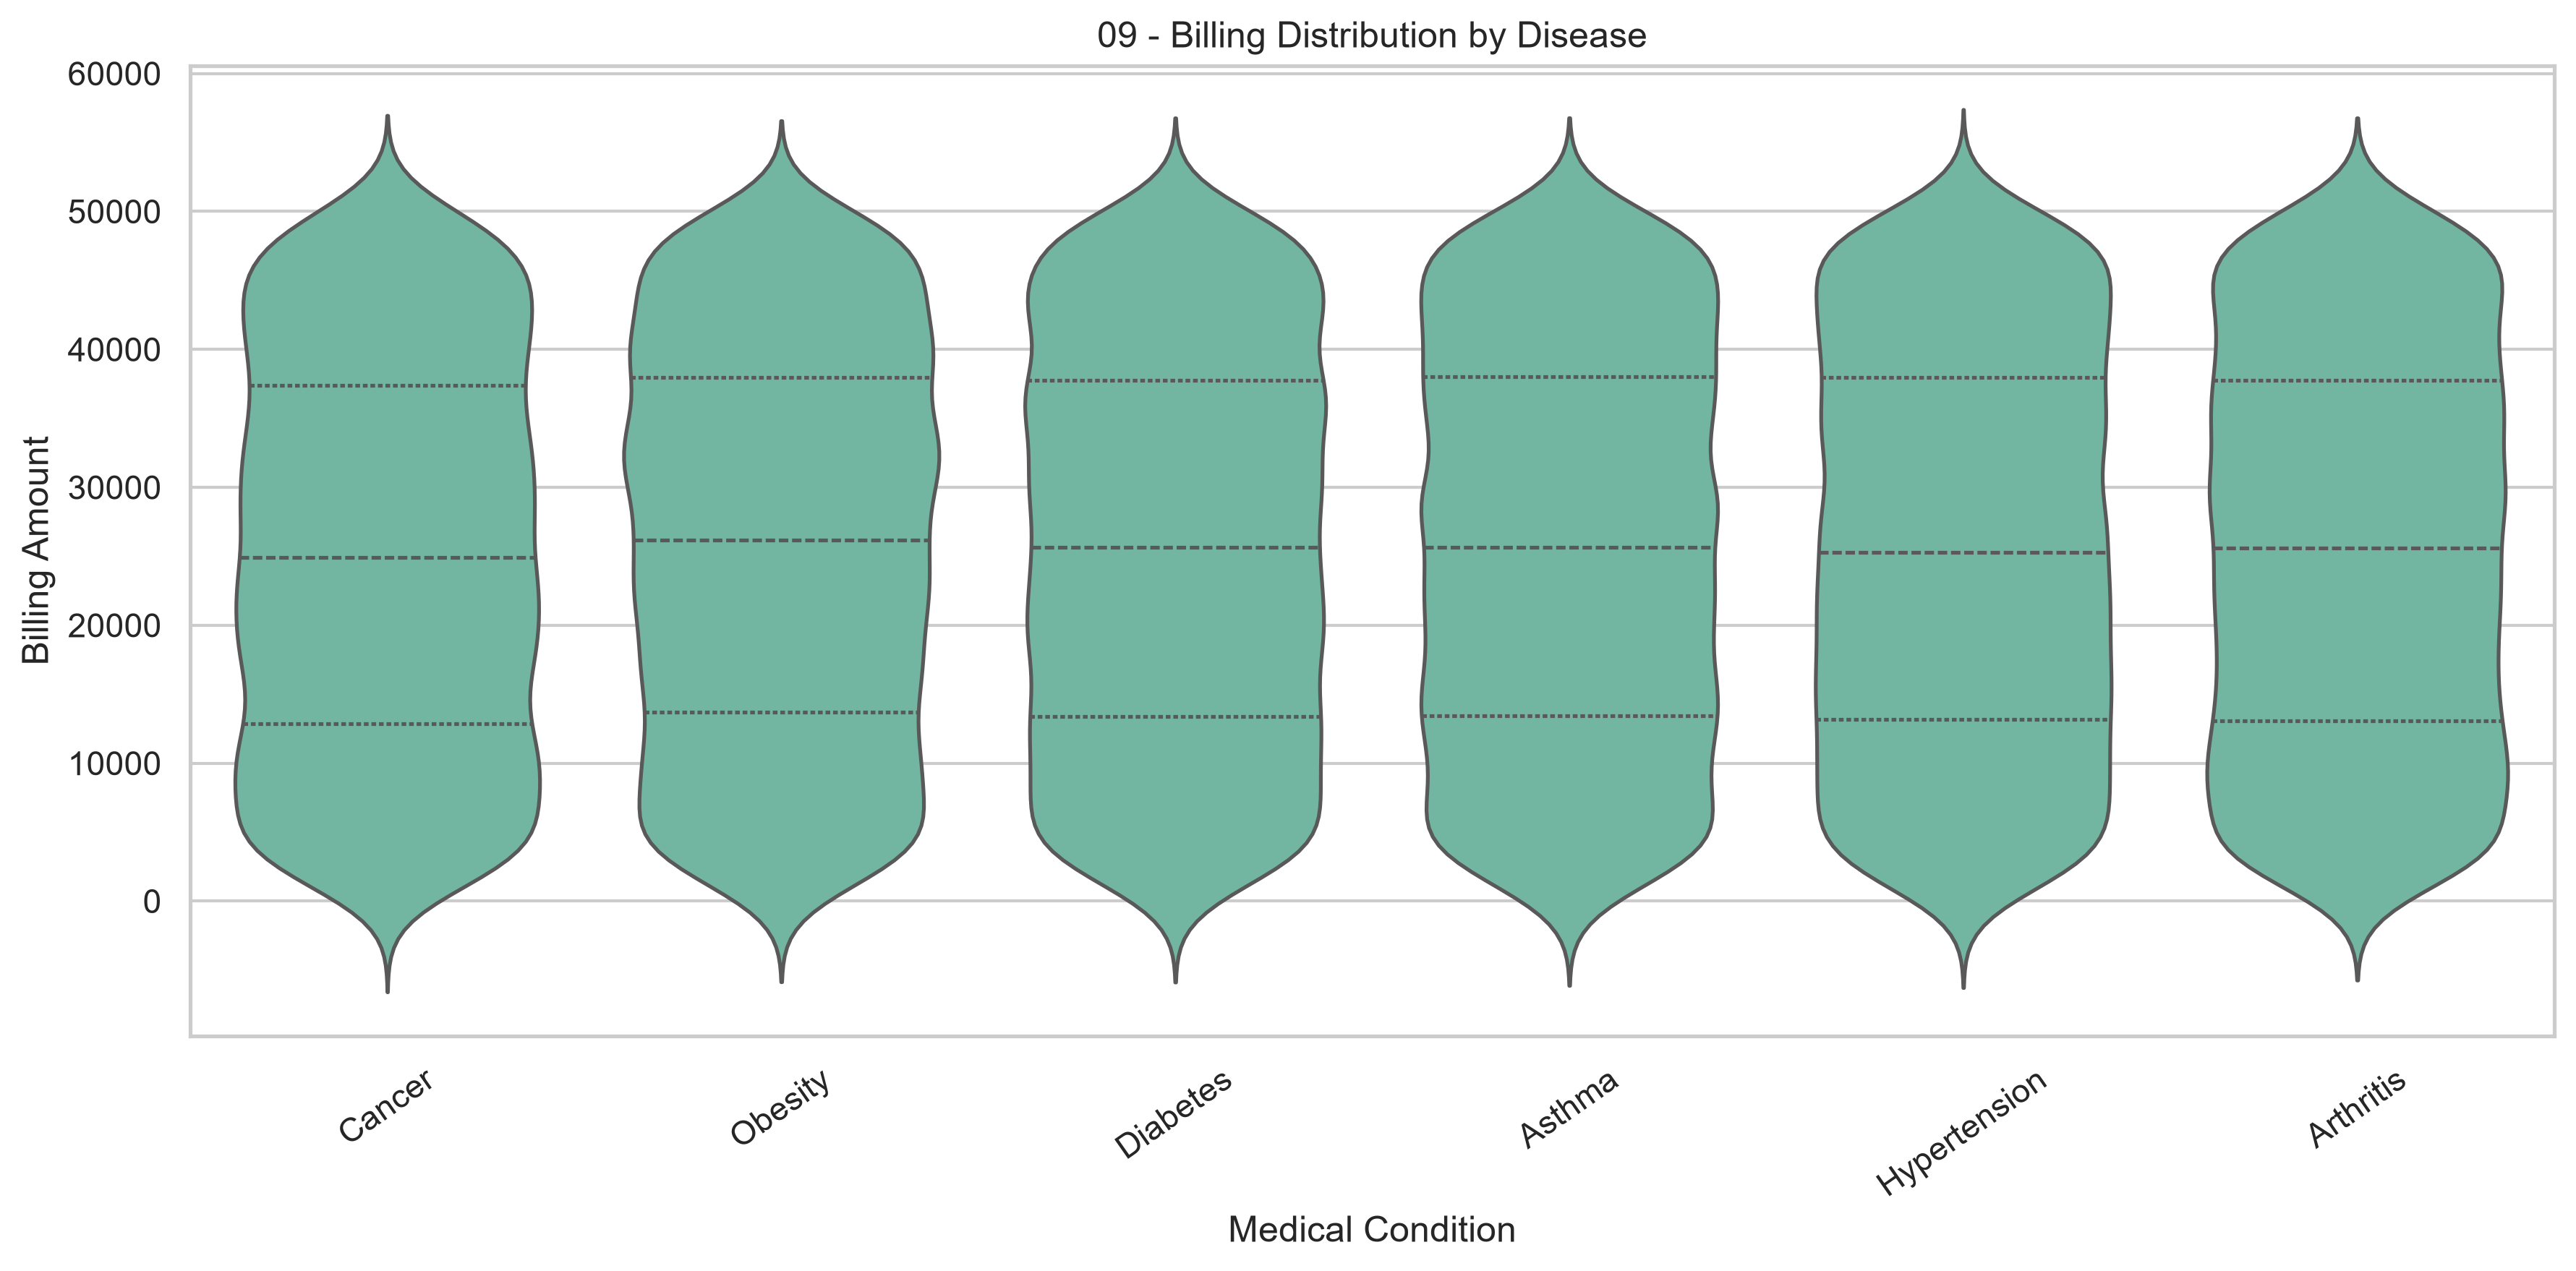 09 - Billing Distribution by Disease
60000
50000
40000
30000
20000
10000
0
Billing Amount
Cancer
Obesity
Diabetes
Asthma
Hypertension
Arthritis
Medical Condition